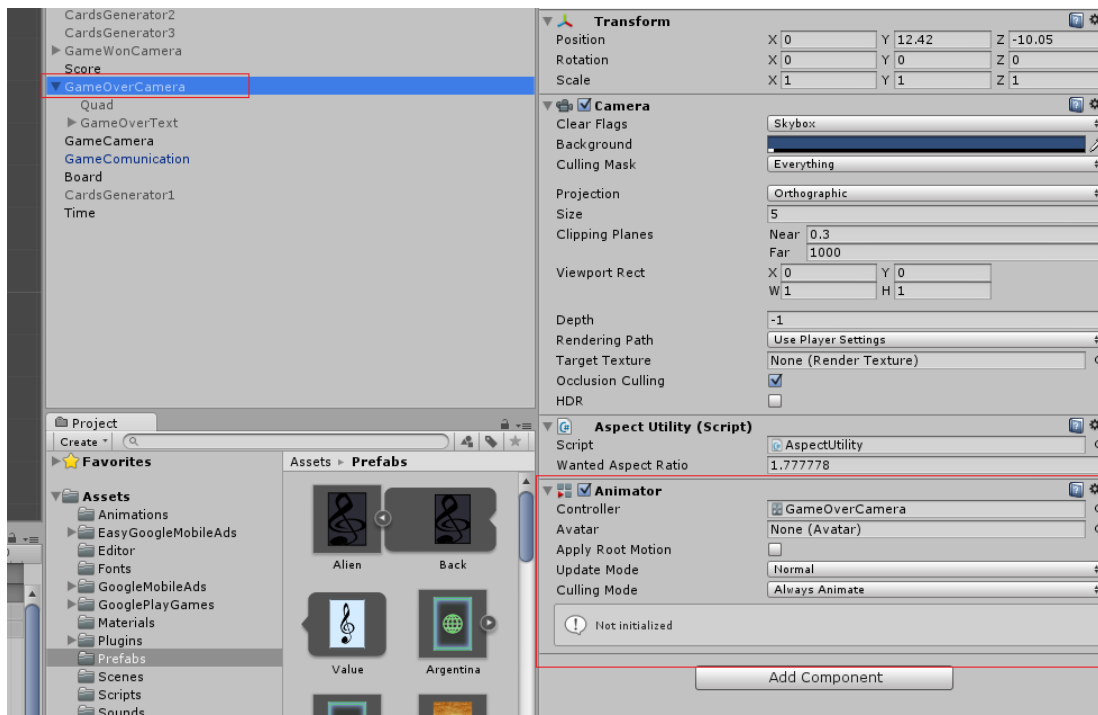 CardsGenerator2
CardsGenerator3
GameWonCamera
Score
GameOverCamera
Quad
GameOverText
GameCamera
GameComunication
Board
CardsGenerator1
Time
Project
Create
Favorites
Assets
Animations
EasyGoogleMobileAds
Editor
Fonts
GoogleMobileAds
GooglePlayGames
Materials
Plugins
Prefabs
Scenes
Scripts
Sounds
Assets Prefabs
Alien Back
Value Argentina
Transform
Position X 0 Y 12.42 Z -10.05
Rotation X 0 Y 0 Z 0
Scale X 1 Y 1 Z 1
Camera
Clear Flags Skybox
Background
Culling Mask Everything
Projection Orthographic
Size 5
Clipping Planes Near 0.3
Far 1000
Viewport Rect X 0 Y 0
W 1 H 1
Depth -1
Rendering Path Use Player Settings
Target Texture None (Render Texture)
Occlusion Culling
HDR
Aspect Utility (Script)
Script AspectUtility
Wanted Aspect Ratio 1.777778
Animator
Controller GameOverCamera
Avatar None (Avatar)
Apply Root Motion
Update Mode Normal
Culling Mode Always Animate
Not initialized
Add Component